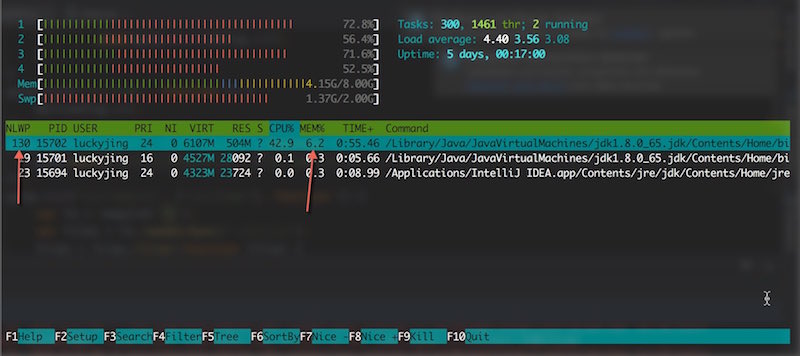 1 [ 72.8%] Tasks: 300, 1461 thr; 2 running
2 [ 56.4%] Load average: 4.40 3.56 3.08
3 [ 71.6%] Uptime: 5 days, 00:17:00
4 [ 52.5%]
Mem[ 4.15G/8.00G]
Swp[ 1.37G/2.00G]
NLWP PID USER PRI NI VIRT RES S CPU% MEM% TIME+ Command
130 15702 luckyjing 24 0 6107M 504M ? 42.9 6.2 0:55.46 /Library/Java/JavaVirtualMachines/jdk1.8.0_65.jdk/Contents/Home/bi
9 15701 luckyjing 16 0 4527M 28092 ? 0.1 0.3 0:05.66 /Library/Java/JavaVirtualMachines/jdk1.8.0_65.jdk/Contents/Home/bi
23 15694 luckyjing 24 0 4323M 23724 ? 0.0 0.3 0:08.99 /Applications/IntelliJ IDEA.app/Contents/jre/jdk/Contents/Home/jre
F1Help F2Setup F3SearchF4FilterF5Tree F6SortByF7Nice -F8Nice +F9Kill F10Quit